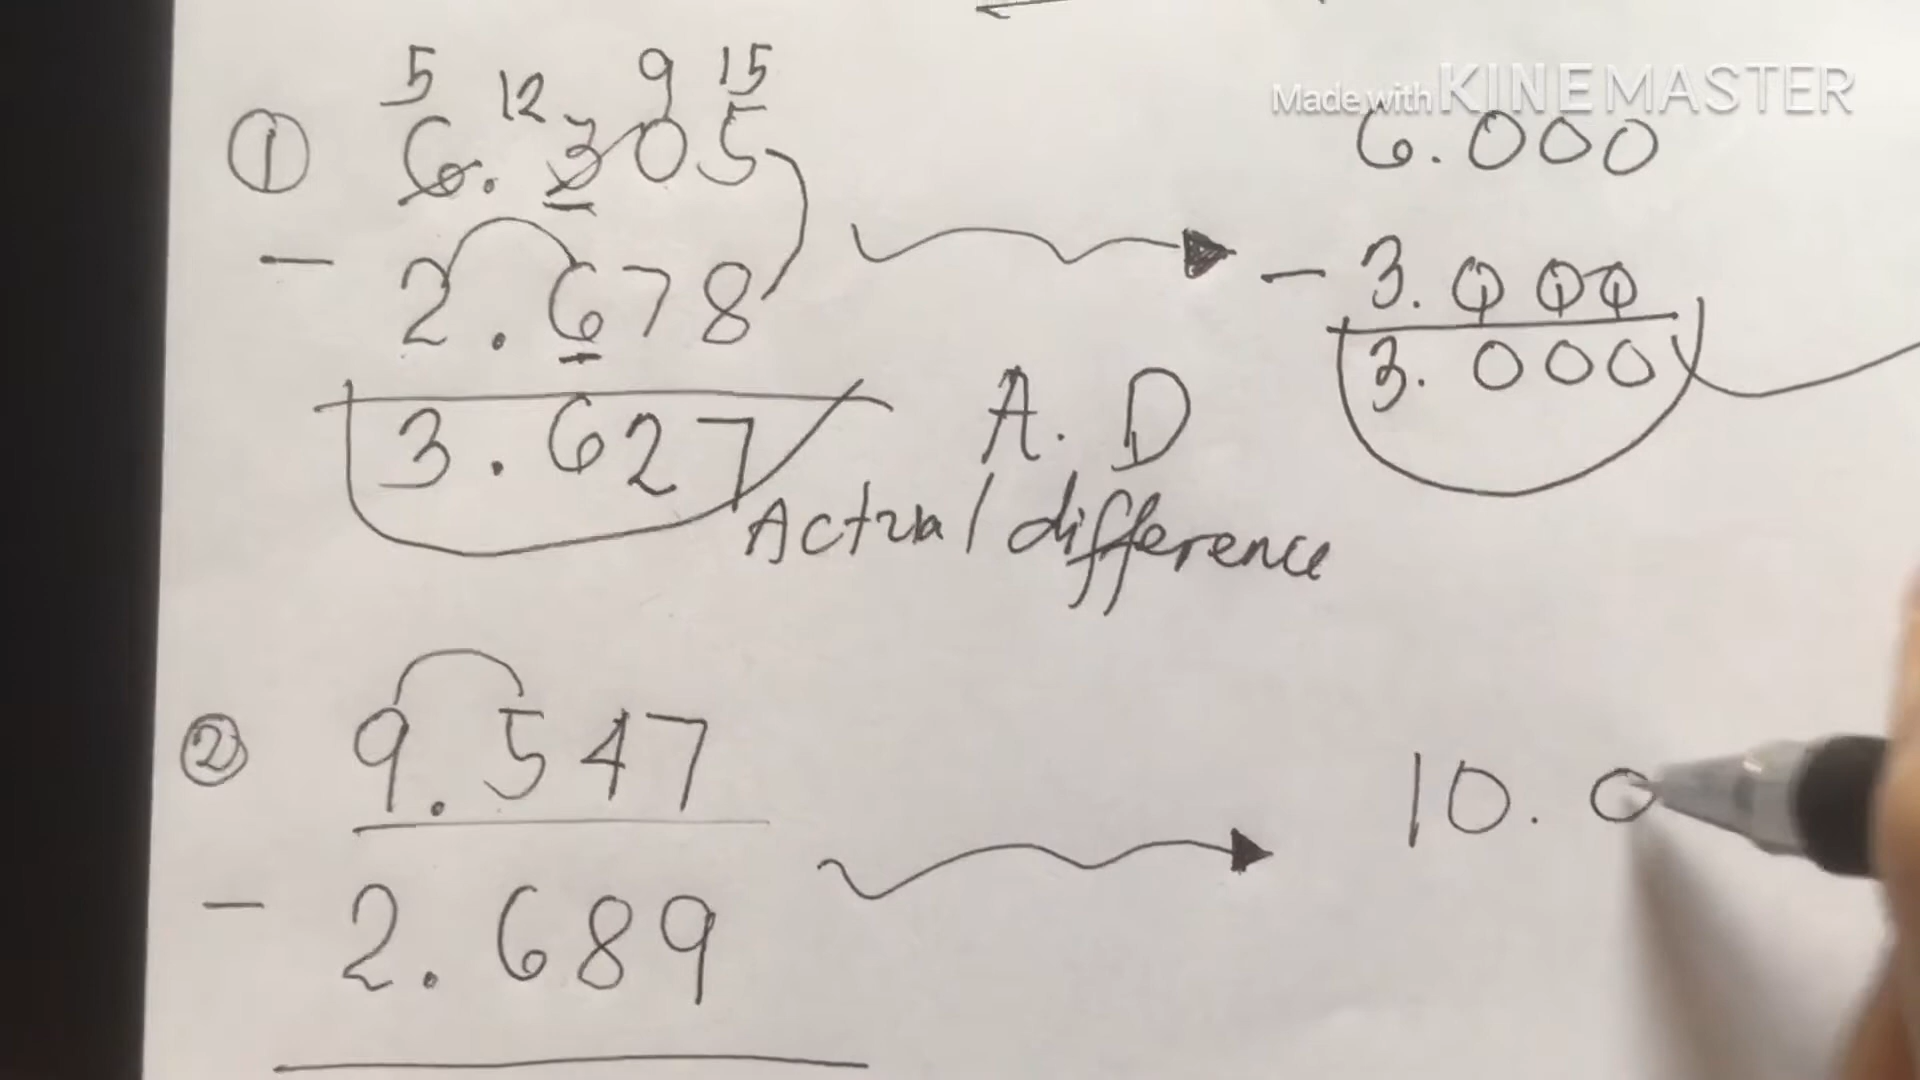 Made with KINEMASTER
5 12 9 15
① 6.305
- 2.678
3.627
6.000
- 3.000
3.000
A.D
Actual difference
② 9.547
- 2.689
10.0